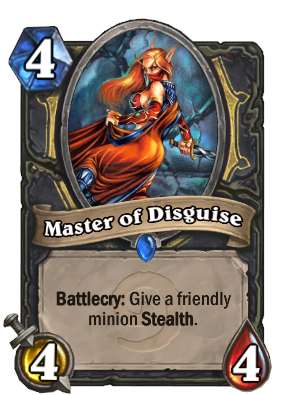 4
Master of Disguise
Battlecry: Give a friendly
minion Stealth.
4 4